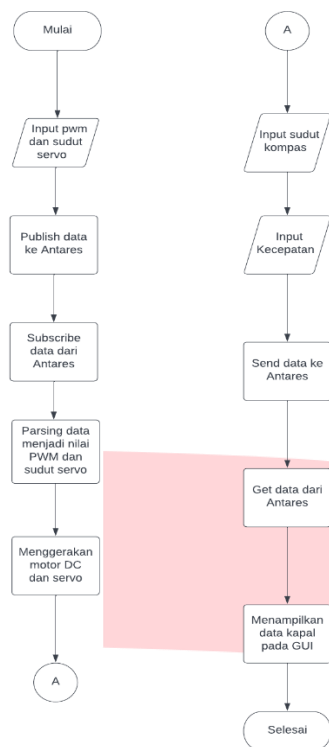 Mulai
Input pwm
dan sudut
servo
Publish data
ke Antares
Subscribe
data dari
Antares
Parsing data
menjadi nilai
PWM dan
sudut servo
Menggerakan
motor DC
dan servo
A
A
Input sudut
kompas
Input
Kecepatan
Send data ke
Antares
Get data dari
Antares
Menampilkan
data kapal
pada GUI
Selesai